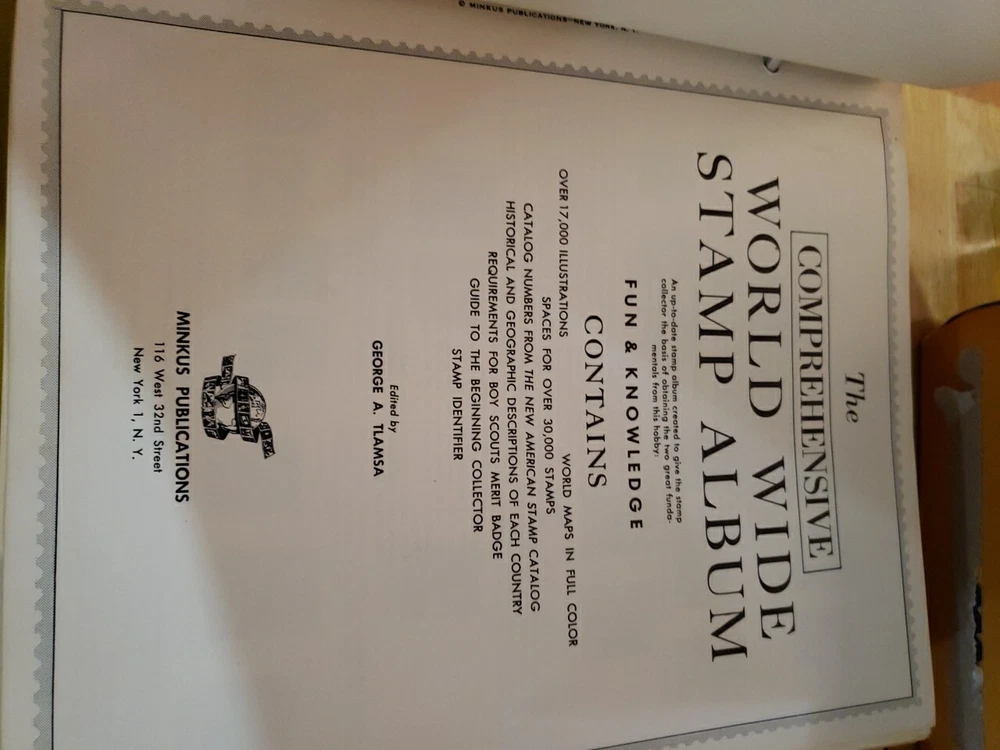 © MINKUS PUBLICATIONS—NEW YORK, N. Y.
The
COMPREHENSIVE
WORLD WIDE
STAMP ALBUM
An up-to-date stamp album created to give the stamp
collector the basis of obtaining the two great funda-
mentals from this hobby:
FUN & KNOWLEDGE
CONTAINS
OVER 17,000 ILLUSTRATIONS WORLD MAPS IN FULL COLOR
SPACES FOR OVER 30,000 STAMPS
CATALOG NUMBERS FROM THE NEW AMERICAN STAMP CATALOG
HISTORICAL AND GEOGRAPHIC DESCRIPTIONS OF EACH COUNTRY
REQUIREMENTS FOR BOY SCOUTS MERIT BADGE
GUIDE TO THE BEGINNING COLLECTOR
STAMP IDENTIFIER
Edited by
GEORGE A. TLAMSA
MINKUS PUBLICATIONS
116 West 32nd Street
New York 1, N. Y.